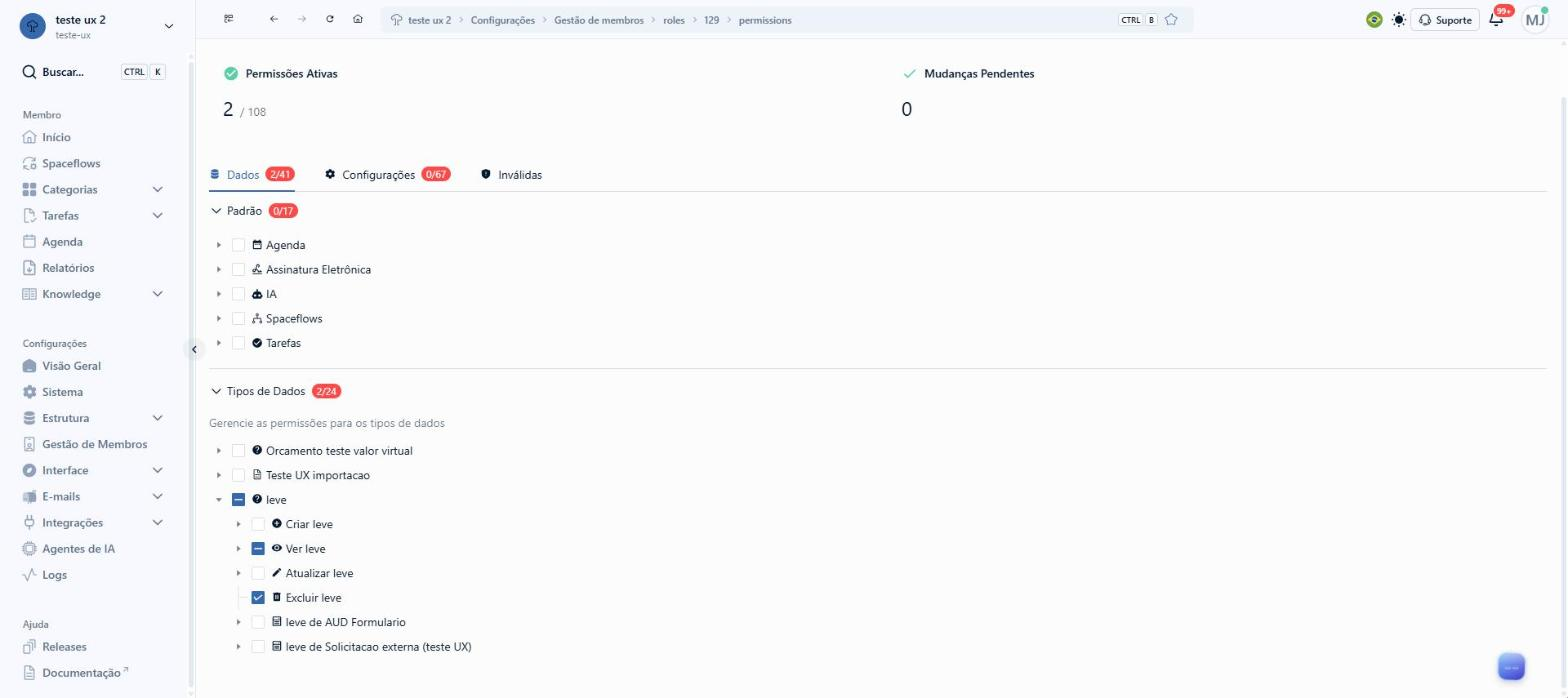 teste ux 2
teste-ux
Buscar...
CTRL K
Membro
Início
Spaceflows
Categorias
Tarefas
Agenda
Relatórios
Knowledge
Configurações
Visão Geral
Sistema
Estrutura
Gestão de Membros
Interface
E-mails
Integrações
Agentes de IA
Logs
Ajuda
Releases
Documentação
teste ux 2 > Configurações > Gestão de membros > roles > 129 > permissions
CTRL B
Suporte
99+
MJ
Permissões Ativas
2 / 108
Mudanças Pendentes
0
Dados 2/41 Configurações 0/67 Inválidas
Padrão 0/17
Agenda
Assinatura Eletrônica
IA
Spaceflows
Tarefas
Tipos de Dados 2/24
Gerencie as permissões para os tipos de dados
Orcamento teste valor virtual
Teste UX importacao
leve
Criar leve
Ver leve
Atualizar leve
Excluir leve
leve de AUD Formulario
leve de Solicitacao externa (teste UX)